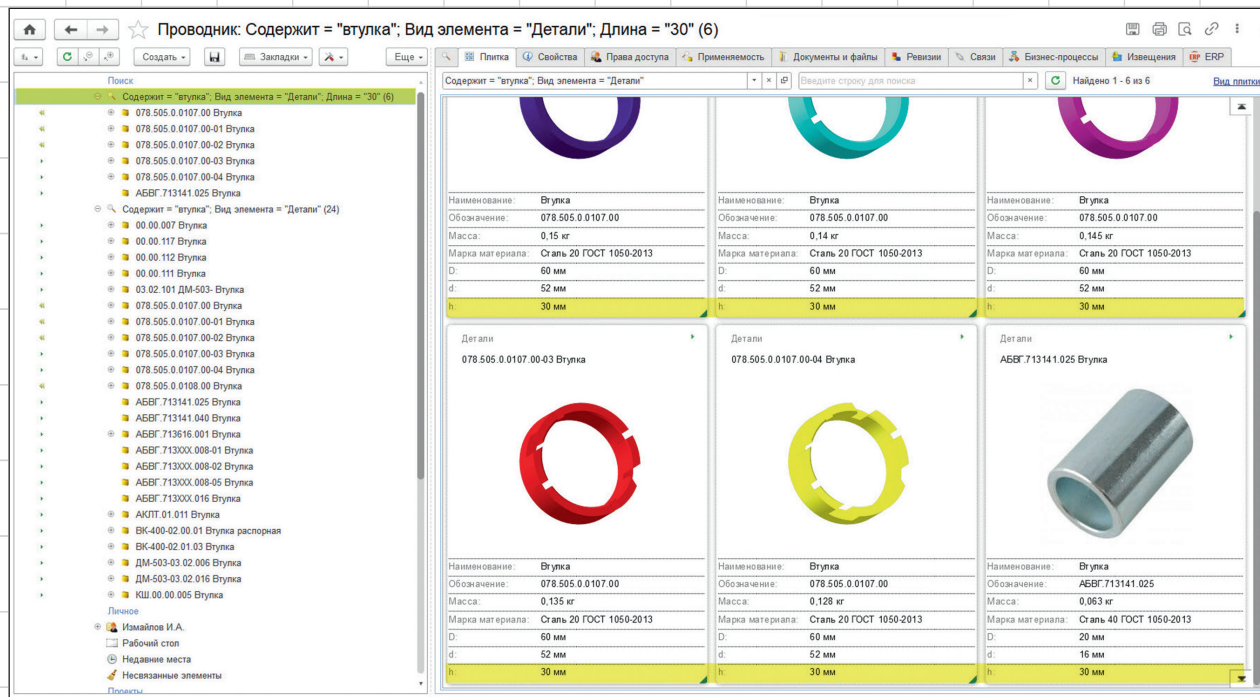 Проводник: Содержит = "втулка"; Вид элемента = "Детали"; Длина = "30" (6)
Создать
Закладки
Еще
Плитка
Свойства
Права доступа
Применяемость
Документы и файлы
Ревизии
Связи
Бизнес-процессы
Извещения
ERP
Содержит = "втулка"; Вид элемента = "Детали"
Введите строку для поиска
Найдено 1 - 6 из 6
Вид плитки
Поиск
Содержит = "втулка"; Вид элемента = "Детали"; Длина = "30" (6)
078.505.0.0107.00 Втулка
078.505.0.0107.00-01 Втулка
078.505.0.0107.00-02 Втулка
078.505.0.0107.00-03 Втулка
078.505.0.0107.00-04 Втулка
АБВГ.713141.025 Втулка
Содержит = "втулка"; Вид элемента = "Детали" (24)
00.00.007 Втулка
00.00.117 Втулка
00.00.112 Втулка
00.00.111 Втулка
03.02.101 ДМ-503- Втулка
078.505.0.0107.00 Втулка
078.505.0.0107.00-01 Втулка
078.505.0.0107.00-02 Втулка
078.505.0.0107.00-03 Втулка
078.505.0.0107.00-04 Втулка
078.505.0.0108.00 Втулка
АБВГ.713141.025 Втулка
АБВГ.713141.040 Втулка
АБВГ.713616.001 Втулка
АБВГ.713XXX.008-01 Втулка
АБВГ.713XXX.008-02 Втулка
АБВГ.713XXX.008-05 Втулка
АБВГ.713XXX.016 Втулка
АКЛТ.01.011 Втулка
ВК-400-02.00.01 Втулка распорная
ВК-400-02.01.03 Втулка
ДМ-503-03.02.006 Втулка
ДМ-503-03.02.016 Втулка
КШ.00.00.005 Втулка
Личное
Измайлов И.А.
Рабочий стол
Недавние места
Несвязанные элементы
Проекты
Наименование: Втулка
Обозначение: 078.505.0.0107.00
Масса: 0,15 кг
Марка материала: Сталь 20 ГОСТ 1050-2013
D: 60 мм
d: 52 мм
h: 30 мм
Наименование: Втулка
Обозначение: 078.505.0.0107.00
Масса: 0,14 кг
Марка материала: Сталь 20 ГОСТ 1050-2013
D: 60 мм
d: 52 мм
h: 30 мм
Наименование: Втулка
Обозначение: 078.505.0.0107.00
Масса: 0,145 кг
Марка материала: Сталь 20 ГОСТ 1050-2013
D: 60 мм
d: 52 мм
h: 30 мм
Детали
078.505.0.0107.00-03 Втулка
Наименование: Втулка
Обозначение: 078.505.0.0107.00
Масса: 0,135 кг
Марка материала: Сталь 20 ГОСТ 1050-2013
D: 60 мм
d: 52 мм
h: 30 мм
Детали
078.505.0.0107.00-04 Втулка
Наименование: Втулка
Обозначение: 078.505.0.0107.00
Масса: 0,128 кг
Марка материала: Сталь 20 ГОСТ 1050-2013
D: 60 мм
d: 52 мм
h: 30 мм
Детали
АБВГ.713141.025 Втулка
Наименование: Втулка
Обозначение: АБВГ.713141.025
Масса: 0,063 кг
Марка материала: Сталь 40 ГОСТ 1050-2013
D: 20 мм
d: 16 мм
h: 30 мм